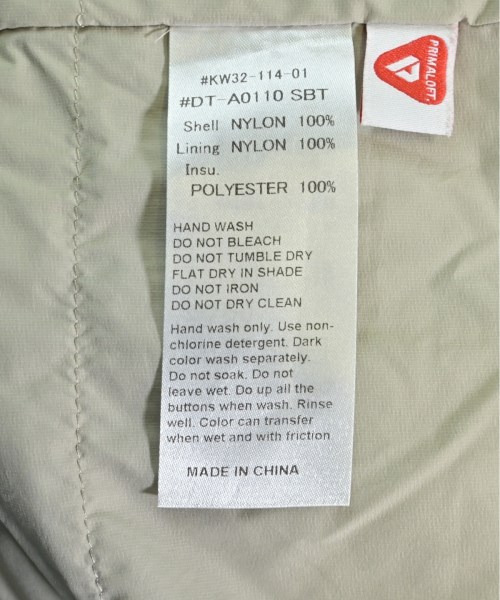 #KW32-114-01
#DT-A0110 SBT
Shell NYLON 100%
Lining NYLON 100%
Insu.
POLYESTER 100%
HAND WASH
DO NOT BLEACH
DO NOT TUMBLE DRY
FLAT DRY IN SHADE
DO NOT IRON
DO NOT DRY CLEAN
Hand wash only. Use non-
chlorine detergent. Dark
color wash separately.
Do not soak. Do not
leave wet. Do up all the
buttons when wash. Rinse
well. Color can transfer
when wet and with friction.
MADE IN CHINA
PRIMALOFT